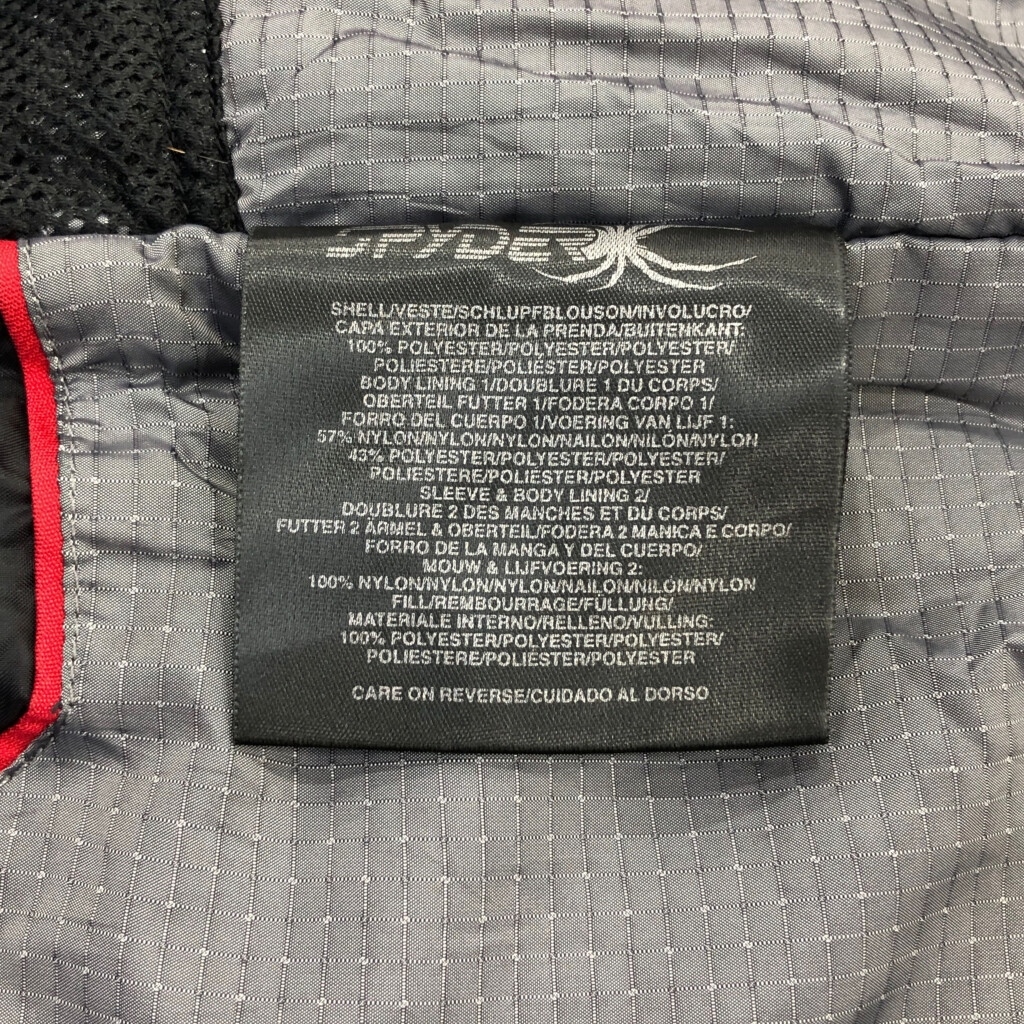 SPYDER
SHELL/VESTE/SCHLUPFBLOUSON/INVOLUCRO/
CAPA EXTERIOR DE LA PRENDA/BUITENKANT:
100% POLYESTER/POLYESTER/POLYESTER/
POLIESTERE/POLIÉSTER/POLYESTER
BODY LINING 1/DOUBLURE 1 DU CORPS/
OBERTEIL FUTTER 1/FODERA CORPO 1/
FORRO DEL CUERPO 1/VOERING VAN LIJF 1:
57% NYLON/NYLON/NYLON/NAILON/NILÓN/NYLON
43% POLYESTER/POLYESTER/POLYESTER/
POLIESTERE/POLIÉSTER/POLYESTER
SLEEVE & BODY LINING 2/
DOUBLURE 2 DES MANCHES ET DU CORPS/
FUTTER 2 ÄRMEL & OBERTEIL/FODERA 2 MANICA E CORPO/
FORRO DE LA MANGA Y DEL CUERPO/
MOUW & LIJFVOERING 2:
100% NYLON/NYLON/NYLON/NAILON/NILÓN/NYLON
FILL/REMBOURRAGE/FÜLLUNG/
MATERIALE INTERNO/RELLENO/VULLING:
100% POLYESTER/POLYESTER/POLYESTER/
POLIESTERE/POLIÉSTER/POLYESTER
CARE ON REVERSE/CUIDADO AL DORSO